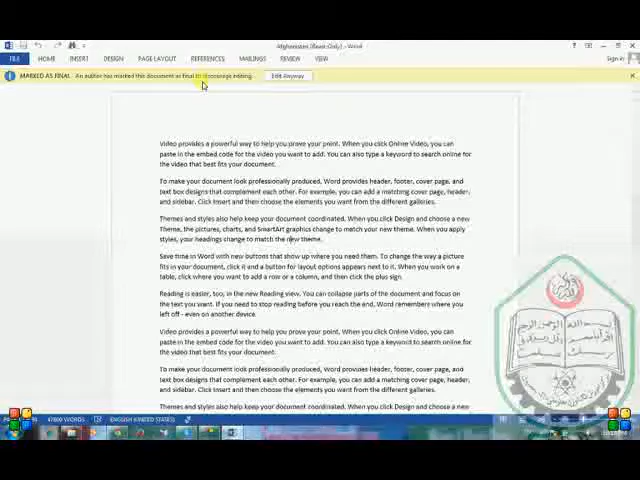 Afghanistan [Read-Only] - Word
Sign in
FILE HOME INSERT DESIGN PAGE LAYOUT REFERENCES MAILINGS REVIEW VIEW
MARKED AS FINAL An author has marked this document as final to discourage editing. Edit Anyway
Video provides a powerful way to help you prove your point. When you click Online Video, you can
paste in the embed code for the video you want to add. You can also type a keyword to search online for
the video that best fits your document.
To make your document look professionally produced, Word provides header, footer, cover page, and
text box designs that complement each other. For example, you can add a matching cover page, header,
and sidebar. Click Insert and then choose the elements you want from the different galleries.
Themes and styles also help keep your document coordinated. When you click Design and choose a new
Theme, the pictures, charts, and SmartArt graphics change to match your new theme. When you apply
styles, your headings change to match the new theme.
Save time in Word with new buttons that show up where you need them. To change the way a picture
fits in your document, click it and a button for layout options appears next to it. When you work on a
table, click where you want to add a row or a column, and then click the plus sign.
Reading is easier, too, in the new Reading view. You can collapse parts of the document and focus on
the text you want. If you need to stop reading before you reach the end, Word remembers where you
left off - even on another device.
Video provides a powerful way to help you prove your point. When you click Online Video, you can
paste in the embed code for the video you want to add. You can also type a keyword to search online for
the video that best fits your document.
To make your document look professionally produced, Word provides header, footer, cover page, and
text box designs that complement each other. For example, you can add a matching cover page, header,
and sidebar. Click Insert and then choose the elements you want from the different galleries.
Themes and styles also help keep your document coordinated. When you click Design and choose a new
47600 WORDS ENGLISH (UNITED STATES)